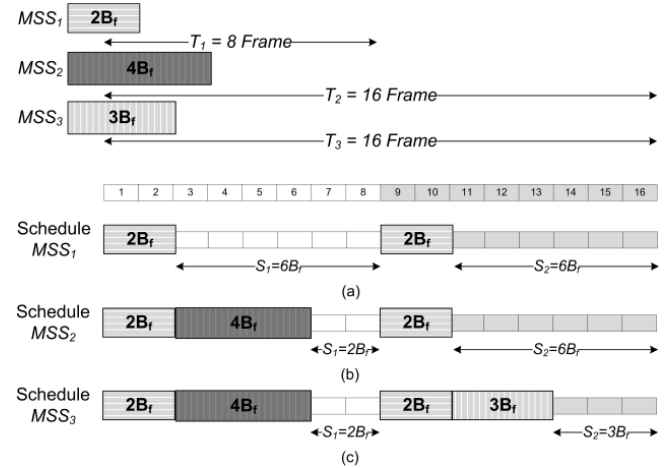 MSS1 2Bf
T1 = 8 Frame
MSS2 4Bf
T2 = 16 Frame
MSS3 3Bf
T3 = 16 Frame
1 2 3 4 5 6 7 8 9 10 11 12 13 14 15 16
Schedule MSS1 2Bf 2Bf
S1=6Bf S2=6Bf
(a)
Schedule MSS2 2Bf 4Bf 2Bf
S1=2Bf S2=6Bf
(b)
Schedule MSS3 2Bf 4Bf 2Bf 3Bf
S1=2Bf S2=3Bf
(c)